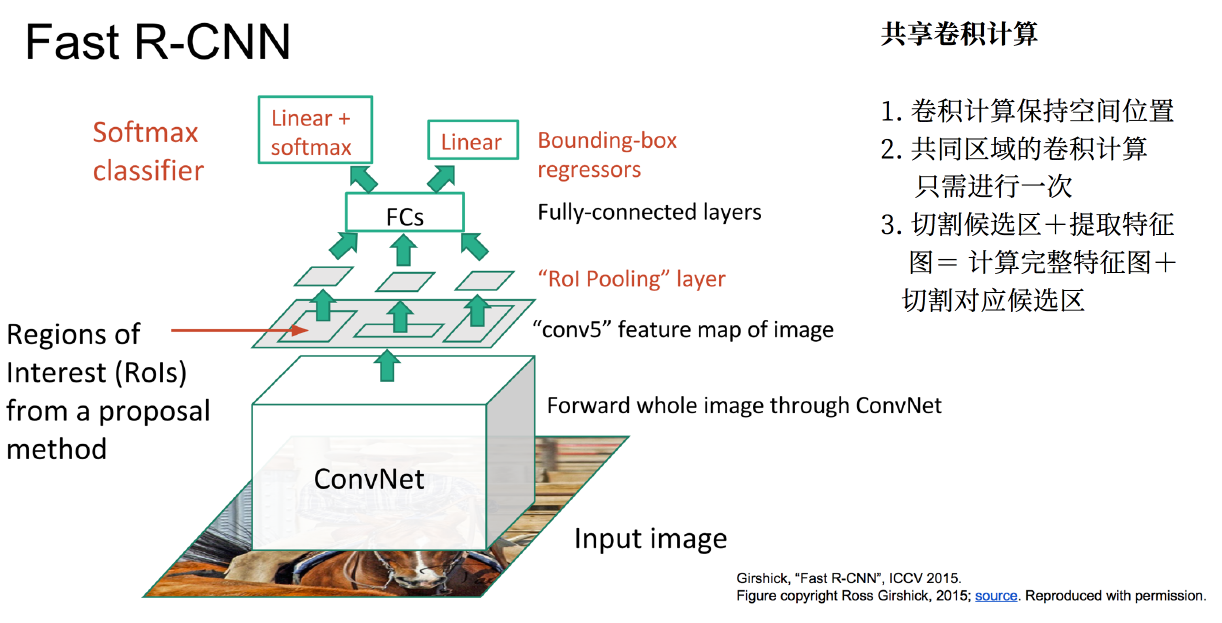 Fast R-CNN
共享卷积计算
1. 卷积计算保持空间位置
2. 共同区域的卷积计算
只需进行一次
3. 切割候选区＋提取特征
图＝ 计算完整特征图＋
切割对应候选区
Softmax
classifier
Linear +
softmax
Linear
Bounding-box
regressors
FCs
Fully-connected layers
“RoI Pooling” layer
Regions of
Interest (RoIs)
from a proposal
method
“conv5” feature map of image
Forward whole image through ConvNet
ConvNet
Input image
Girshick, “Fast R-CNN”, ICCV 2015.
Figure copyright Ross Girshick, 2015; source. Reproduced with permission.